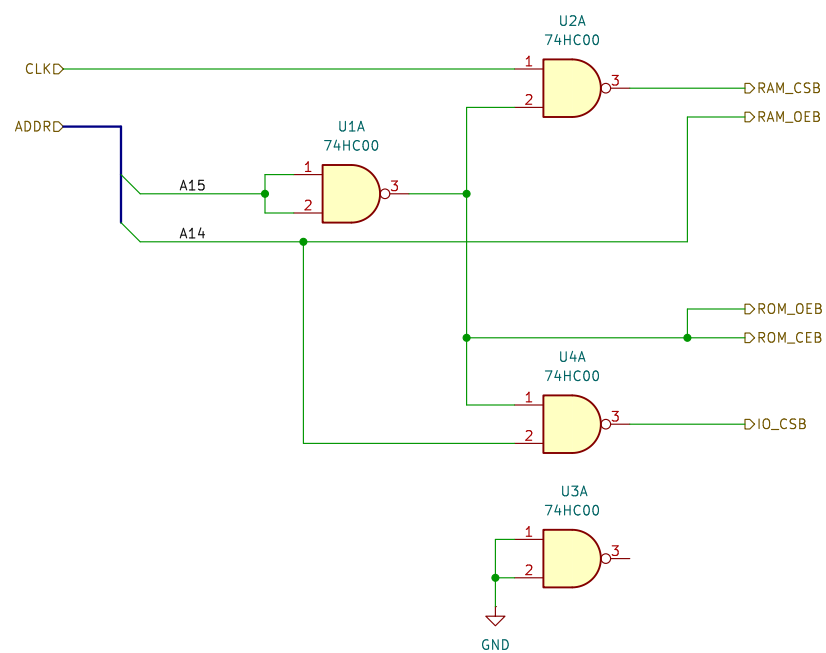 U2A
74HC00
CLK
1
3
RAM_CSB
2
RAM_OEB
ADDR
U1A
74HC00
1
A15
3
2
A14
ROM_OEB
ROM_CEB
U4A
74HC00
1
3
IO_CSB
2
U3A
74HC00
1
3
2
GND